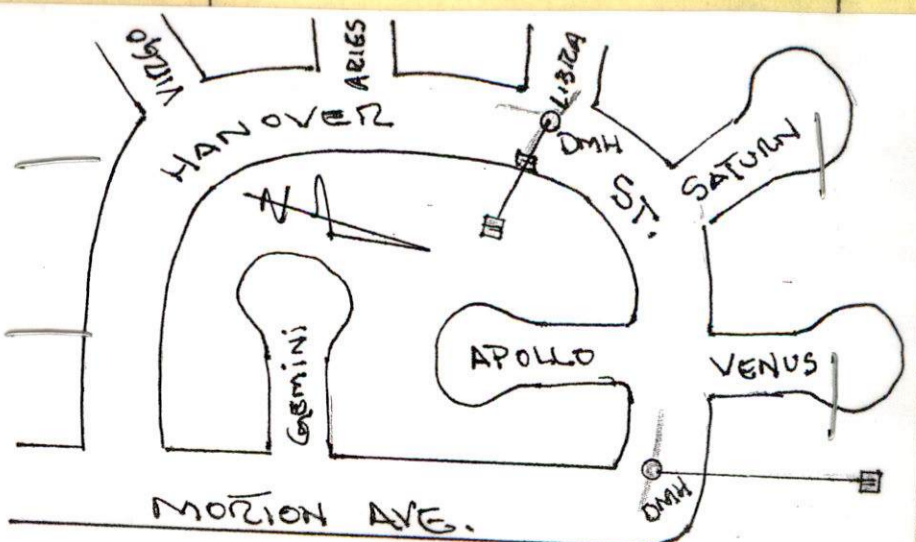 VIRGO
ARIES
LIBRA
HANOVER
ST.
DMH
SATURN
N
GEMINI
APOLLO
VENUS
DMH
MORION AVE.